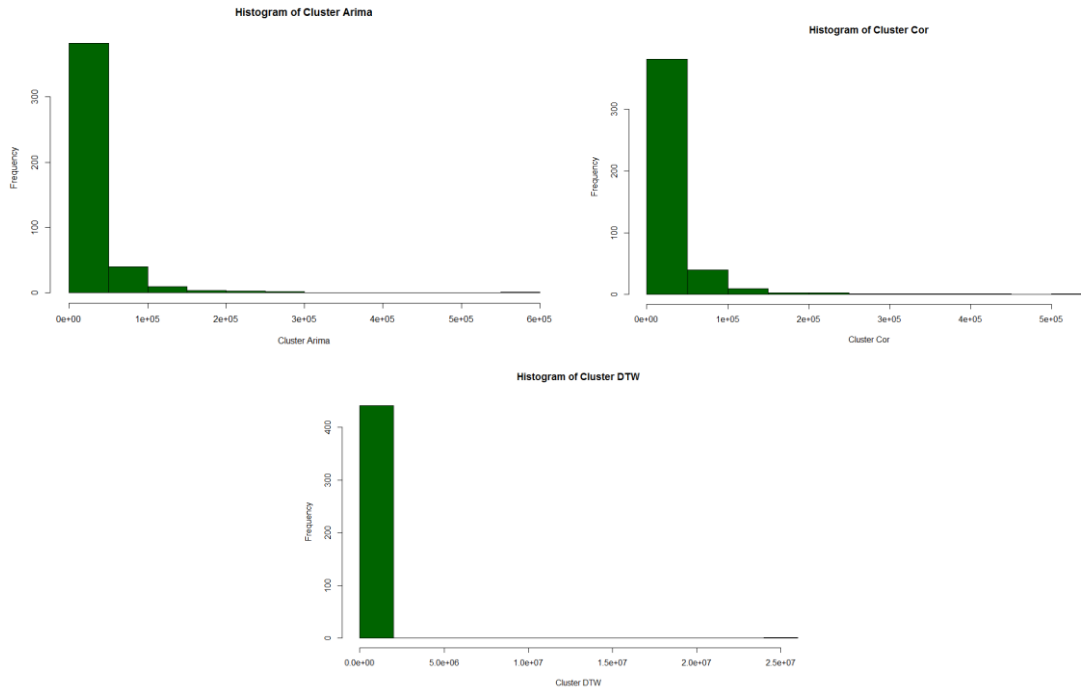 Histogram of Cluster Arima
Frequency
0
100
200
300
0e+00 1e+05 2e+05 3e+05 4e+05 5e+05 6e+05
Cluster Arima
Histogram of Cluster Cor
Frequency
0
100
200
300
0e+00 1e+05 2e+05 3e+05 4e+05 5e+05
Cluster Cor
Histogram of Cluster DTW
Frequency
0
100
200
300
400
0.0e+00 5.0e+06 1.0e+07 1.5e+07 2.0e+07 2.5e+07
Cluster DTW